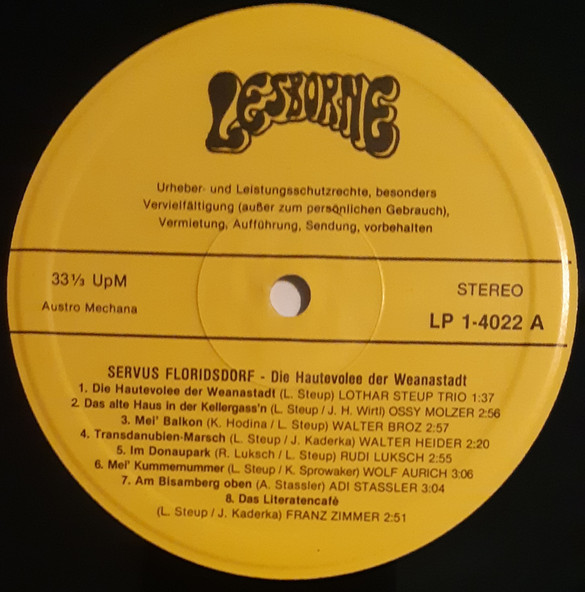 LESBORNE
Urheber- und Leistungsschutzrechte, besonders
Vervielfältigung (außer zum persönlichen Gebrauch),
Vermietung, Aufführung, Sendung, vorbehalten
33⅓ UpM
Austro Mechana
STEREO
LP 1-4022 A
SERVUS FLORIDSDORF - Die Hautevolee der Weanastadt
1. Die Hautevolee der Weanastadt (L. Steup) LOTHAR STEUP TRIO 1:37
2. Das alte Haus in der Kellergass'n (L. Steup / J. H. Wirtl) OSSY MOLZER 2:56
3. Mei' Balkon (K. Hodina / L. Steup) WALTER BROZ 2:57
4. Transdanubien-Marsch (L. Steup / J. Kaderka) WALTER HEIDER 2:20
5. Im Donaupark (R. Luksch / L. Steup) RUDI LUKSCH 2:55
6. Mei' Kummernummer (L. Steup / K. Sprowaker) WOLF AURICH 3:06
7. Am Bisamberg oben (A. Stassler) ADI STASSLER 3:04
8. Das Literatencafè
(L. Steup / J. Kaderka) FRANZ ZIMMER 2:51